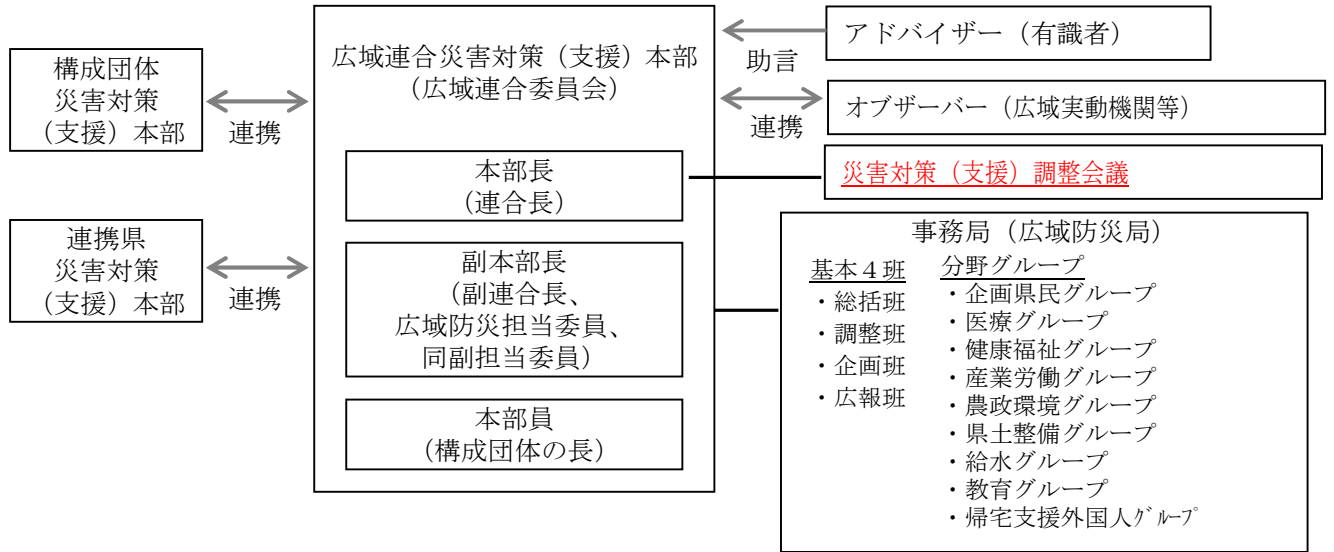 構成団体
災害対策
（支援）本部
連携
連携県
災害対策
（支援）本部
連携
広域連合災害対策（支援）本部
（広域連合委員会）
本部長
（連合長）
副本部長
（副連合長、
広域防災担当委員、
同副担当委員）
本部員
（構成団体の長）
助言
連携
アドバイザー（有識者）
オブザーバー（広域実動機関等）
災害対策（支援）調整会議
事務局（広域防災局）
基本４班
・総括班
・調整班
・企画班
・広報班
分野グループ
・企画県民グループ
・医療グループ
・健康福祉グループ
・産業労働グループ
・農政環境グループ
・県土整備グループ
・給水グループ
・教育グループ
・帰宅支援外国人ｸﾞﾙｰﾌﾟ